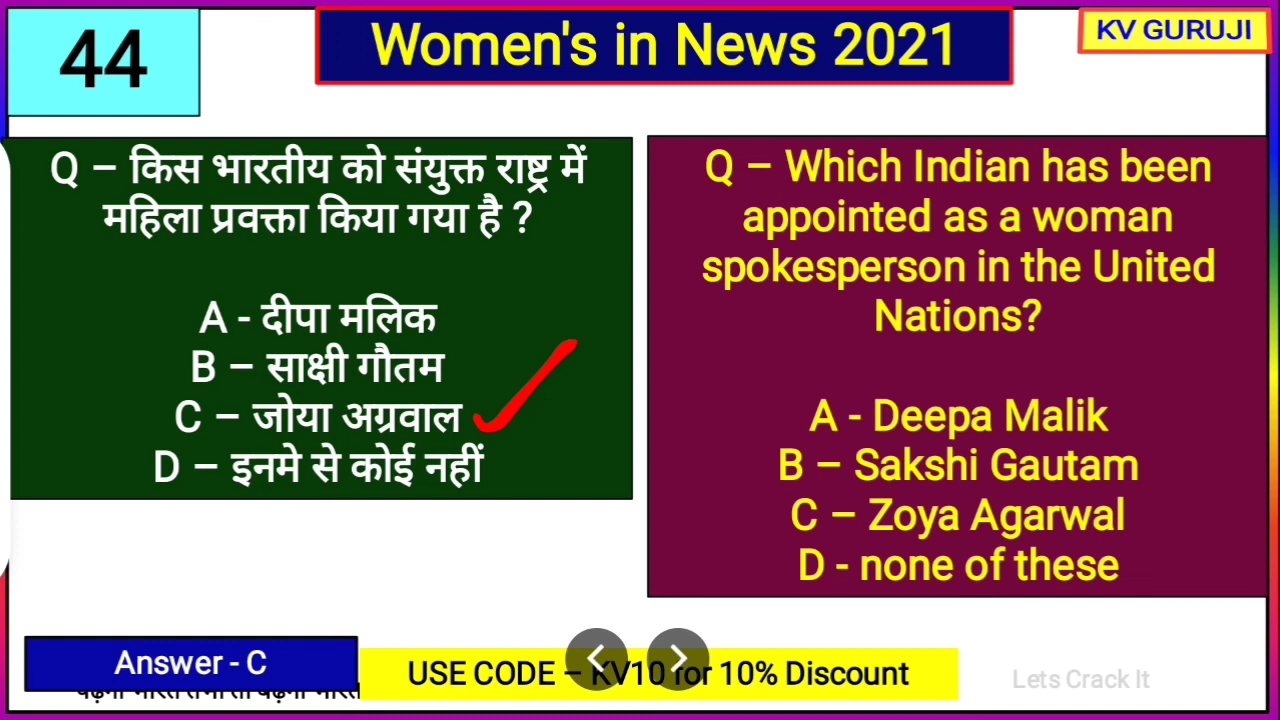 44
Women's in News 2021
KV GURUJI
Q – किस भारतीय को संयुक्त राष्ट्र में
महिला प्रवक्ता किया गया है ?
A - दीपा मलिक
B – साक्षी गौतम
C – जोया अग्रवाल
D – इनमे से कोई नहीं
Q – Which Indian has been
appointed as a woman
spokesperson in the United
Nations?
A - Deepa Malik
B – Sakshi Gautam
C – Zoya Agarwal
D - none of these
Answer - C
USE CODE – KV10 for 10% Discount
Lets Crack It